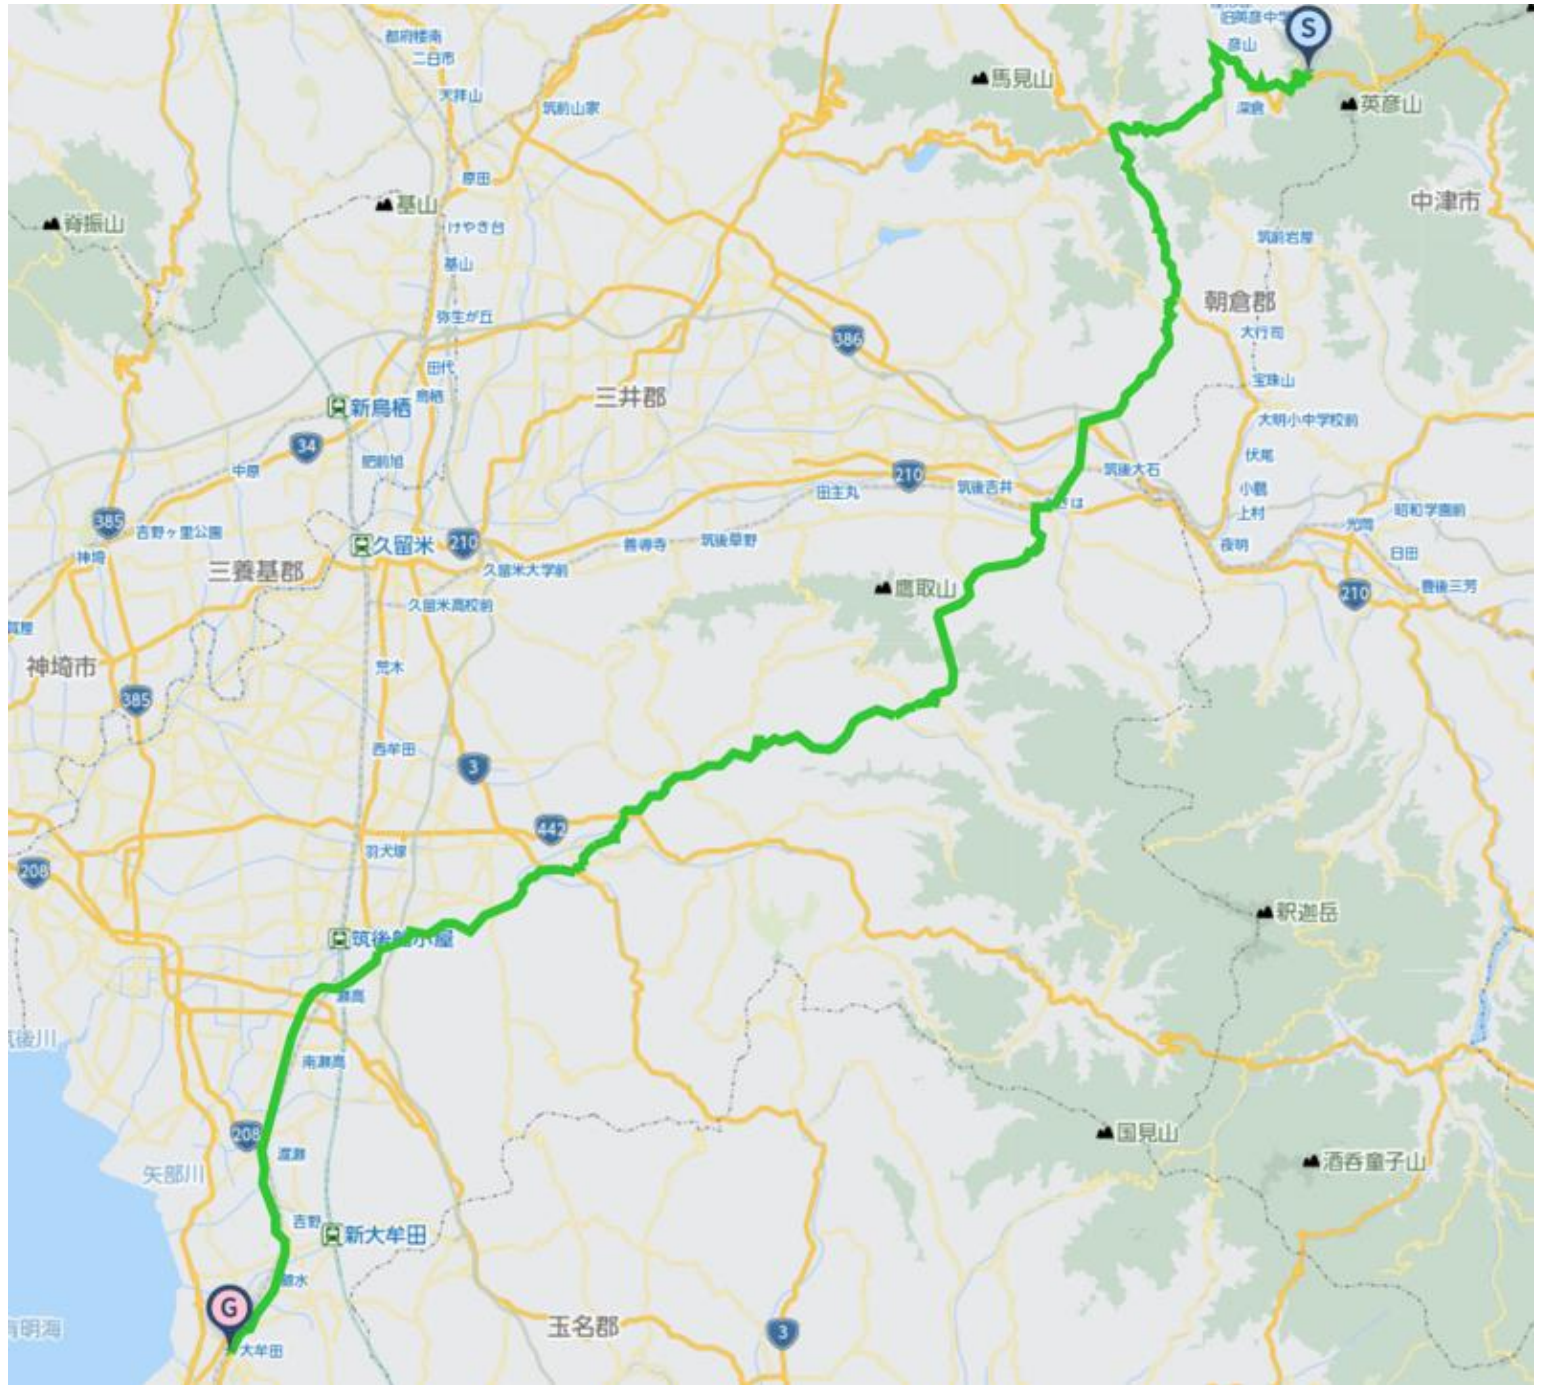 旧英彦中学
S
彦山
都府楼南
二日市
馬見山
天拝山
筑前山家
深倉
英彦山
原田
中津市
基山
脊振山
けやき台
筑前岩屋
基山
朝倉郡
弥生が丘
大行司
386
田代
宝珠山
三井郡
鳥栖
新鳥栖
大明小中学校前
34
肥前旭
伏尾
中原
210
筑後大石
筑後吉井
小鶴
田主丸
きは
上村
昭和学園前
385
吉野ヶ里公園
光岡
久留米
210
善導寺
筑後草野
夜明
日田
神埼
三養基郡
久留米大学前
鷹取山
210
豊後三芳
久留米高校前
神埼市
荒木
385
西牟田
3
442
羽犬塚
208
釈迦岳
筑後船小屋
瀬高
後川
南瀬高
208
国見山
渡瀬
酒呑童子山
矢部川
吉野
新大牟田
銀水
G
有明海
玉名郡
3
大牟田